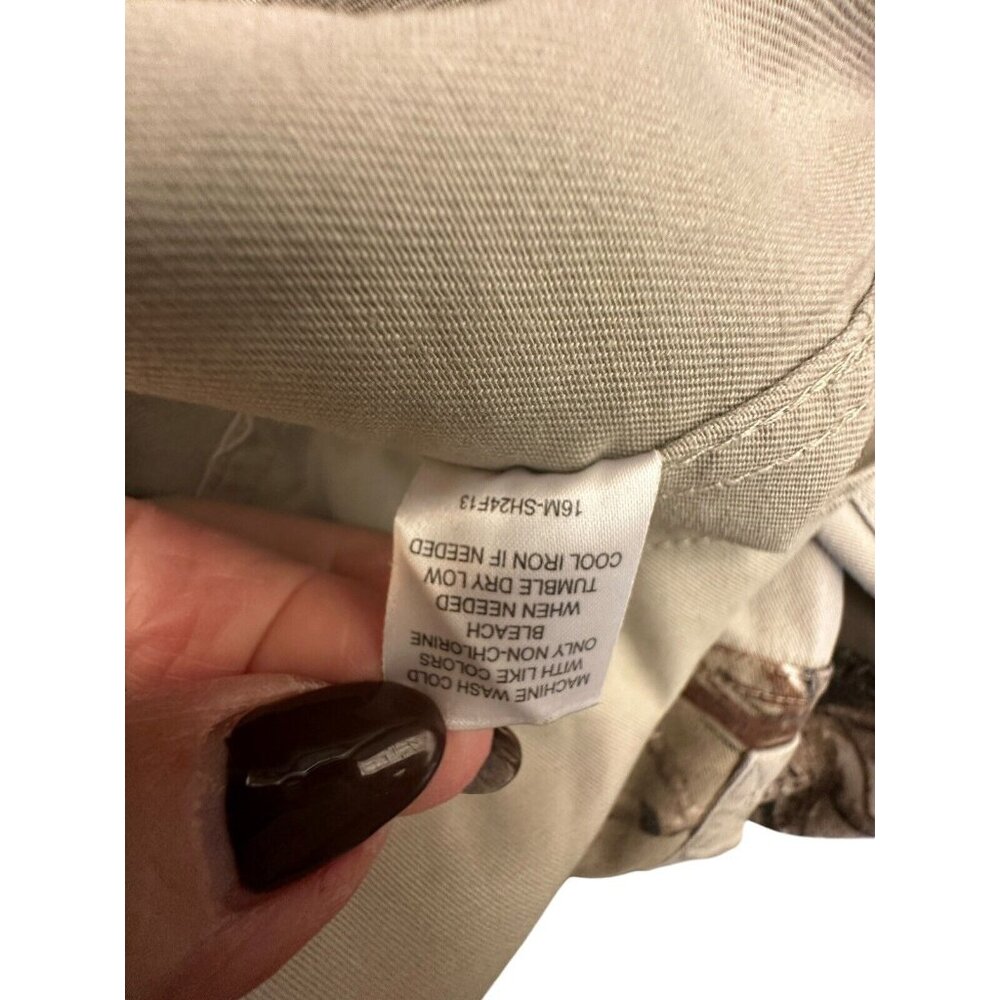 MACHINE WASH COLD
WITH LIKE COLORS
ONLY NON-CHLORINE
BLEACH
WHEN NEEDED
TUMBLE DRY LOW
COOL IRON IF NEEDED
16M-SH24F13